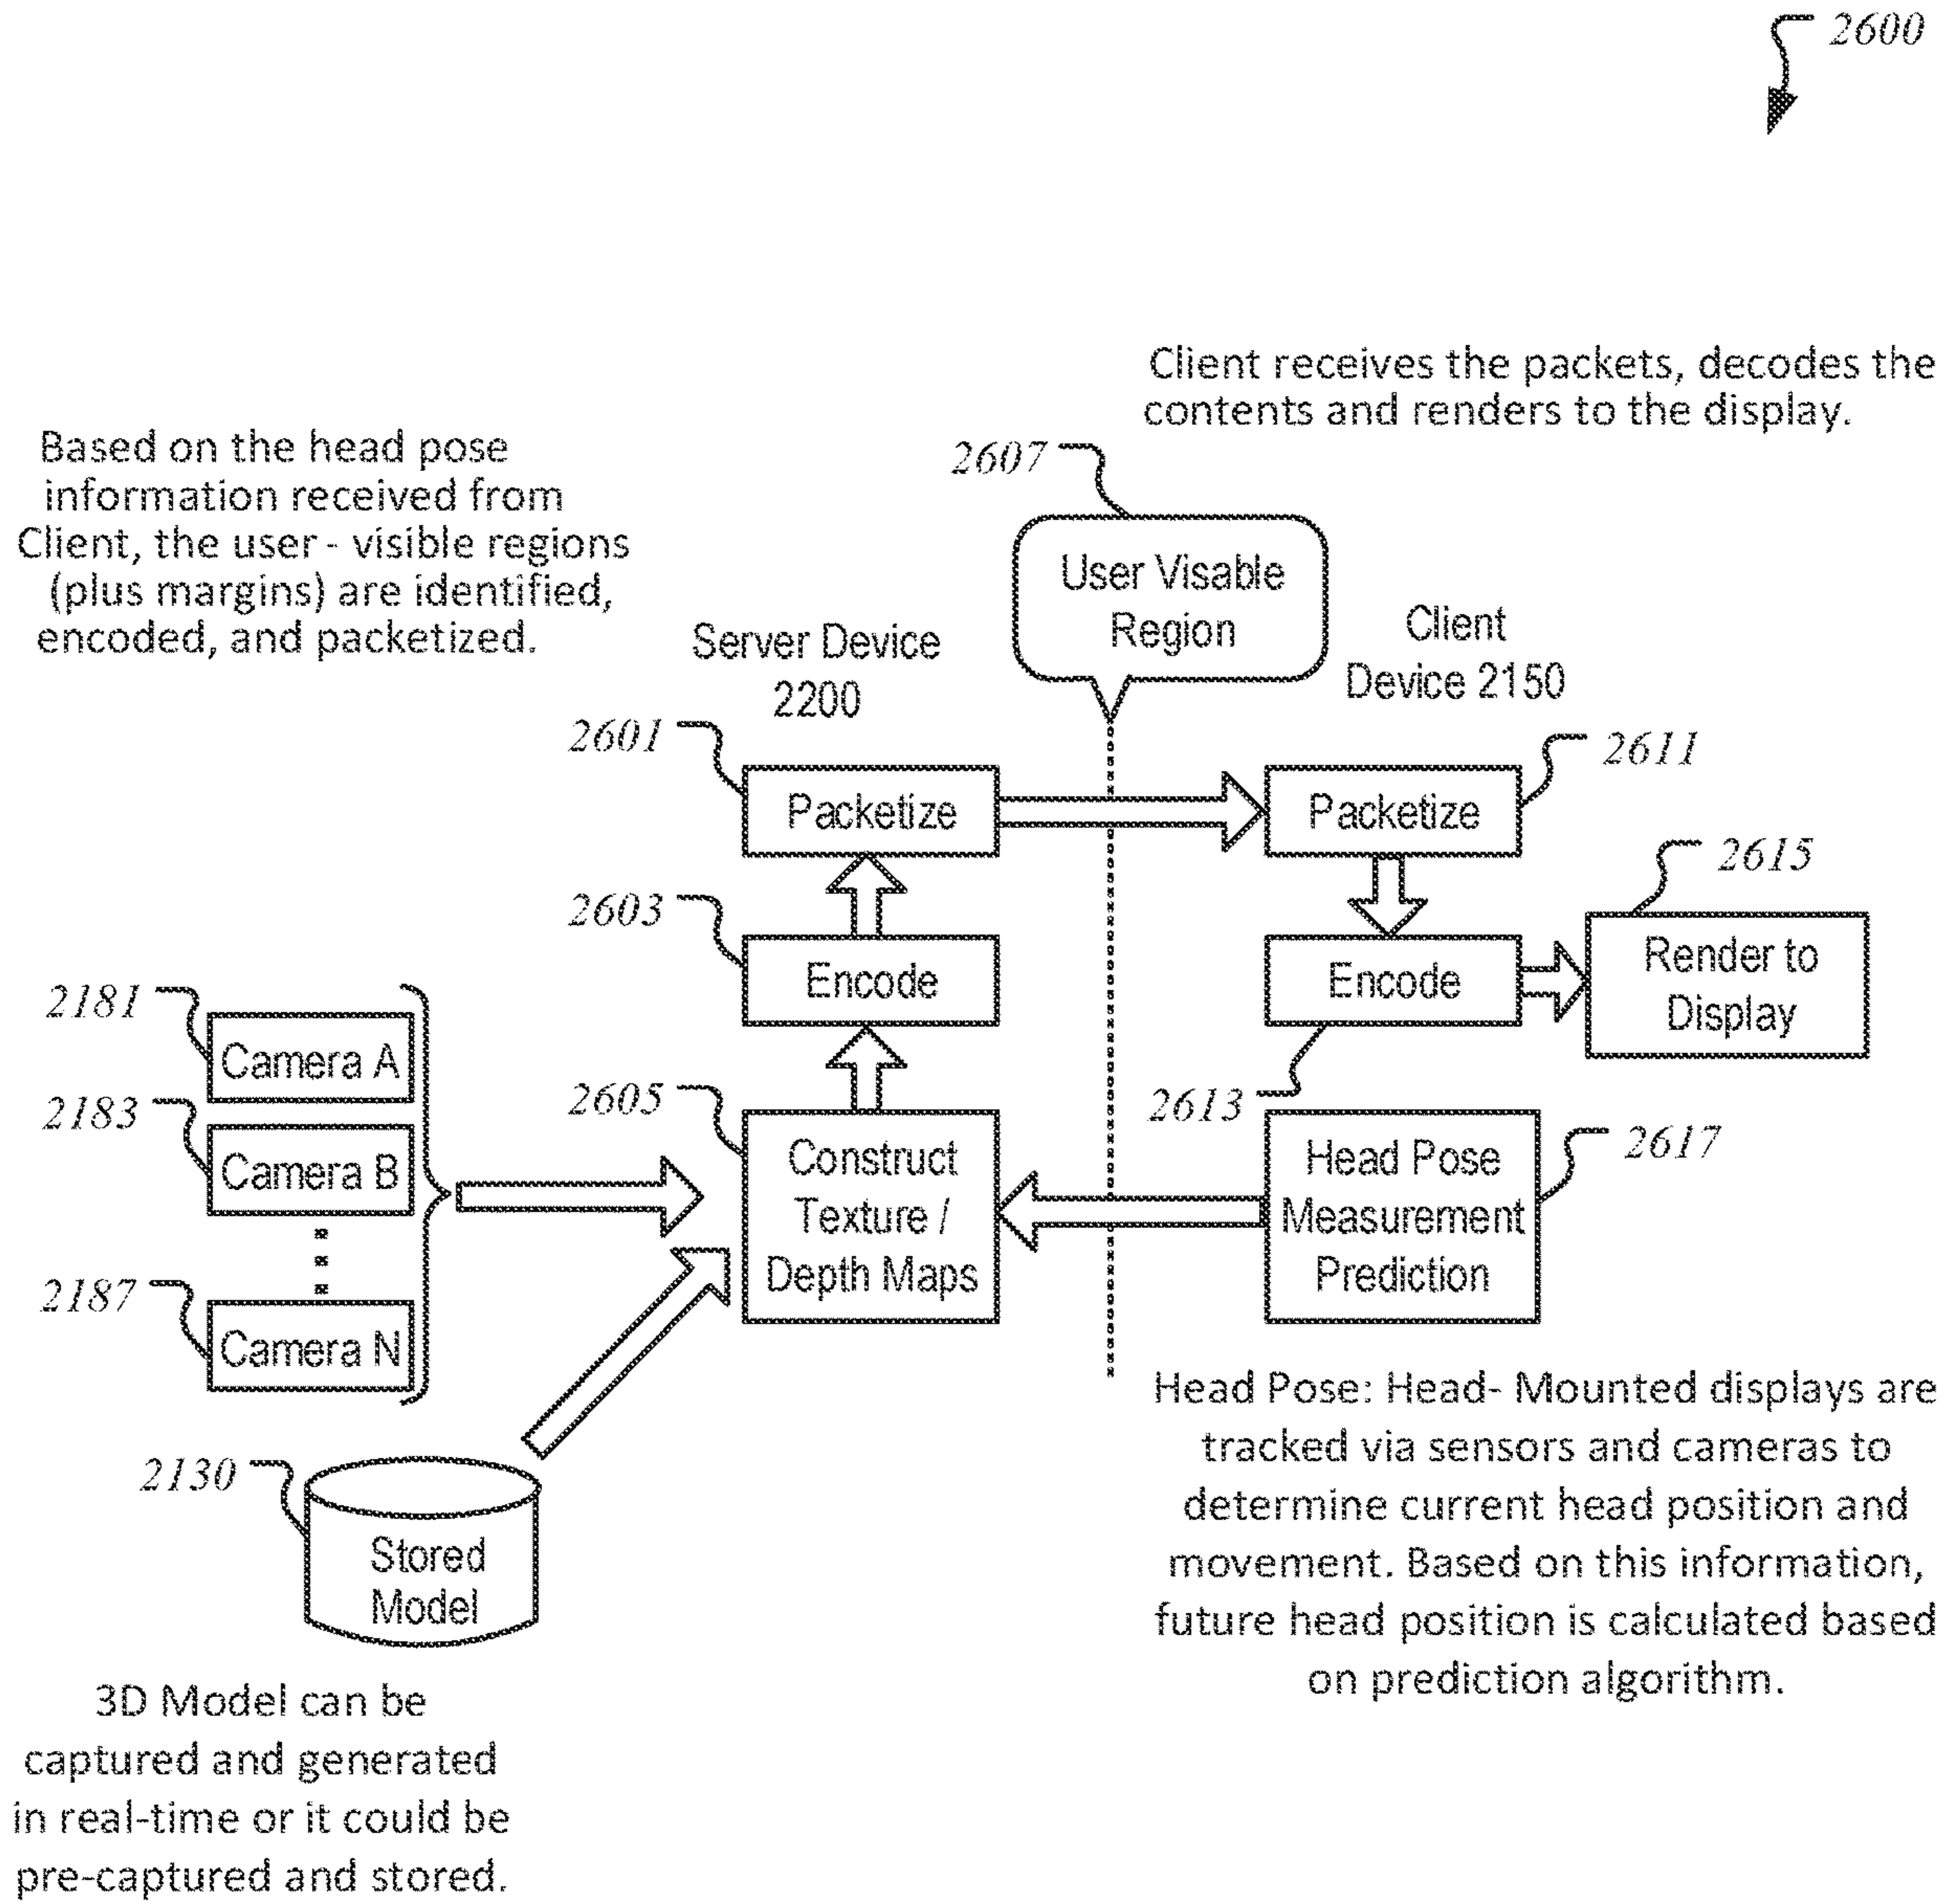 2600
Client receives the packets, decodes the
contents and renders to the display.
Based on the head pose
information received from
Client, the user - visible regions
(plus margins) are identified,
encoded, and packetized.
2607
User Visable
Region
Server Device
2200
Client
Device 2150
2601
Packetize
Packetize
2611
2603
Encode
Encode
2615
Render to
Display
2613
2181
Camera A
2183
Camera B
2187
Camera N
2605
Construct
Texture /
Depth Maps
Head Pose
Measurement
Prediction
2617
2130
Stored
Model
Head Pose: Head- Mounted displays are
tracked via sensors and cameras to
determine current head position and
movement. Based on this information,
future head position is calculated based
on prediction algorithm.
3D Model can be
captured and generated
in real-time or it could be
pre-captured and stored.